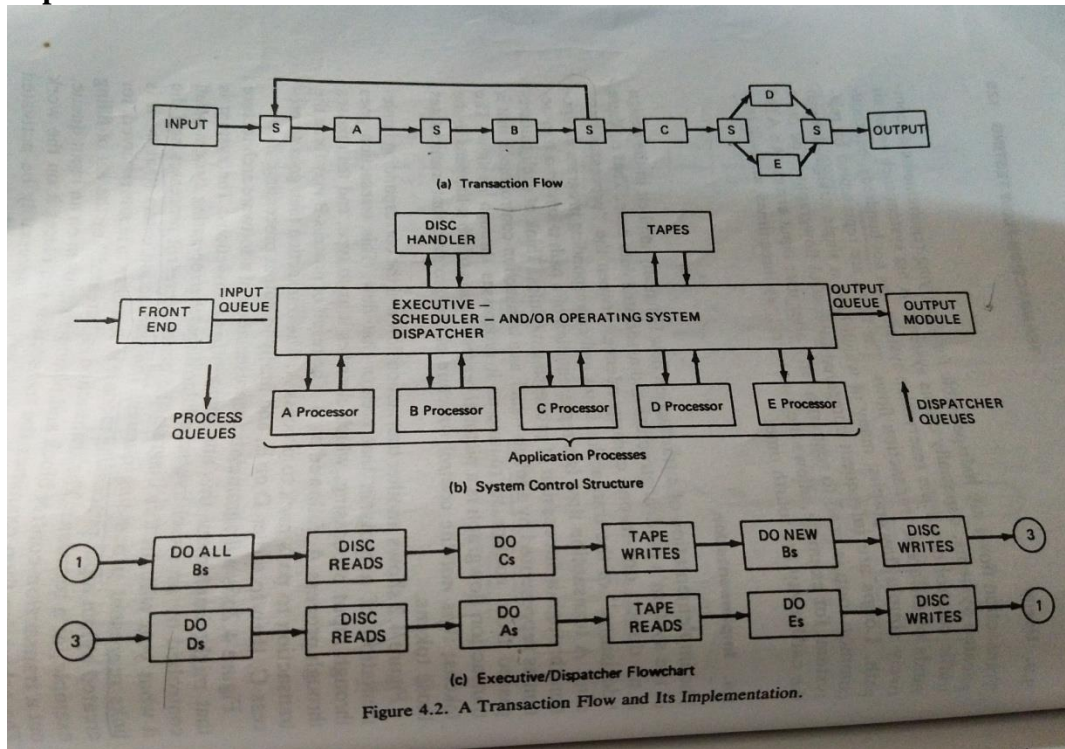 INPUT S A S B S C S D E S OUTPUT
(a) Transaction Flow
DISC
HANDLER
TAPES
FRONT
END
INPUT
QUEUE
EXECUTIVE –
SCHEDULER – AND/OR OPERATING SYSTEM
DISPATCHER
OUTPUT
QUEUE
OUTPUT
MODULE
PROCESS
QUEUES
A Processor
B Processor
C Processor
D Processor
E Processor
DISPATCHER
QUEUES
Application Processes
(b) System Control Structure
1
DO ALL
Bs
DISC
READS
DO
Cs
TAPE
WRITES
DO NEW
Bs
DISC
WRITES
3
3
DO
Ds
DISC
READS
DO
As
TAPE
READS
DO
Es
DISC
WRITES
1
(c) Executive/Dispatcher Flowchart
Figure 4.2. A Transaction Flow and Its Implementation.